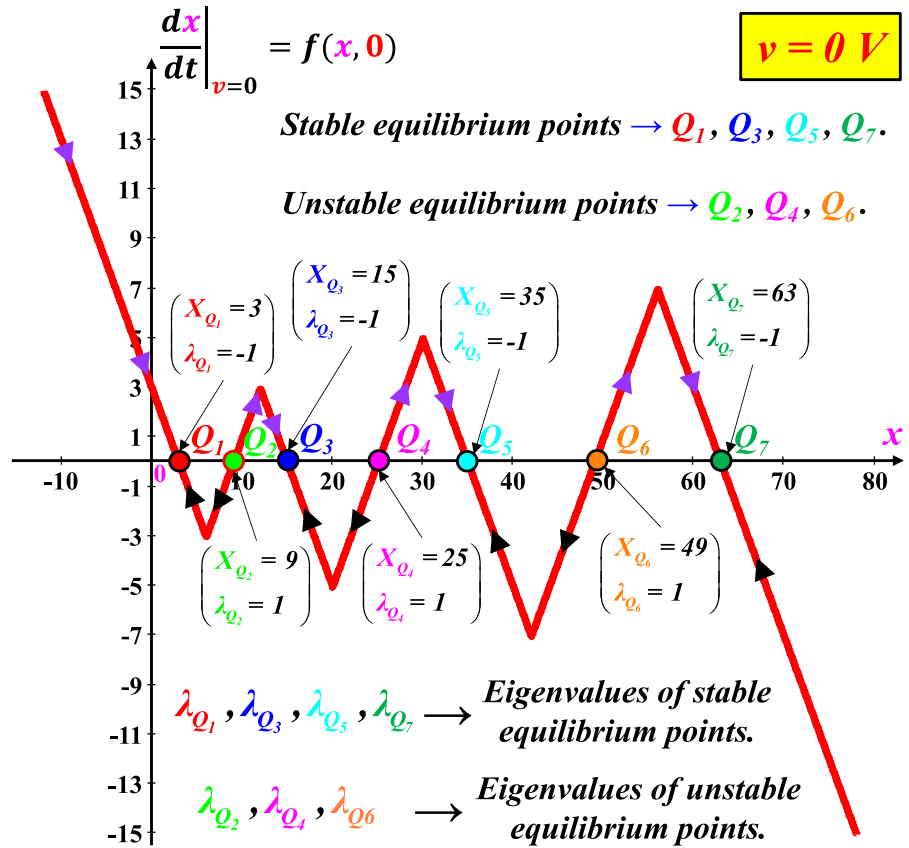 dx/dt|v=0 = f(x, 0)
v = 0 V
Stable equilibrium points → Q1 , Q3 , Q5 , Q7 .
Unstable equilibrium points → Q2 , Q4 , Q6 .
15
13
11
9
7
5
3
1
-1
-3
-5
-7
-9
-11
-13
-15
XQ1 = 3
λQ1 = -1
XQ3 = 15
λQ3 = -1
XQ5 = 35
λQ5 = -1
XQ7 = 63
λQ7 = -1
Q1 Q2 Q3 Q4 Q5 Q6 Q7 x
-10 0 10 20 30 40 50 60 70 80
XQ2 = 9
λQ2 = 1
XQ4 = 25
λQ4 = 1
XQ6 = 49
λQ6 = 1
λQ1 , λQ3 , λQ5 , λQ7 → Eigenvalues of stable
equilibrium points.
λQ2 , λQ4 , λQ6 → Eigenvalues of unstable
equilibrium points.